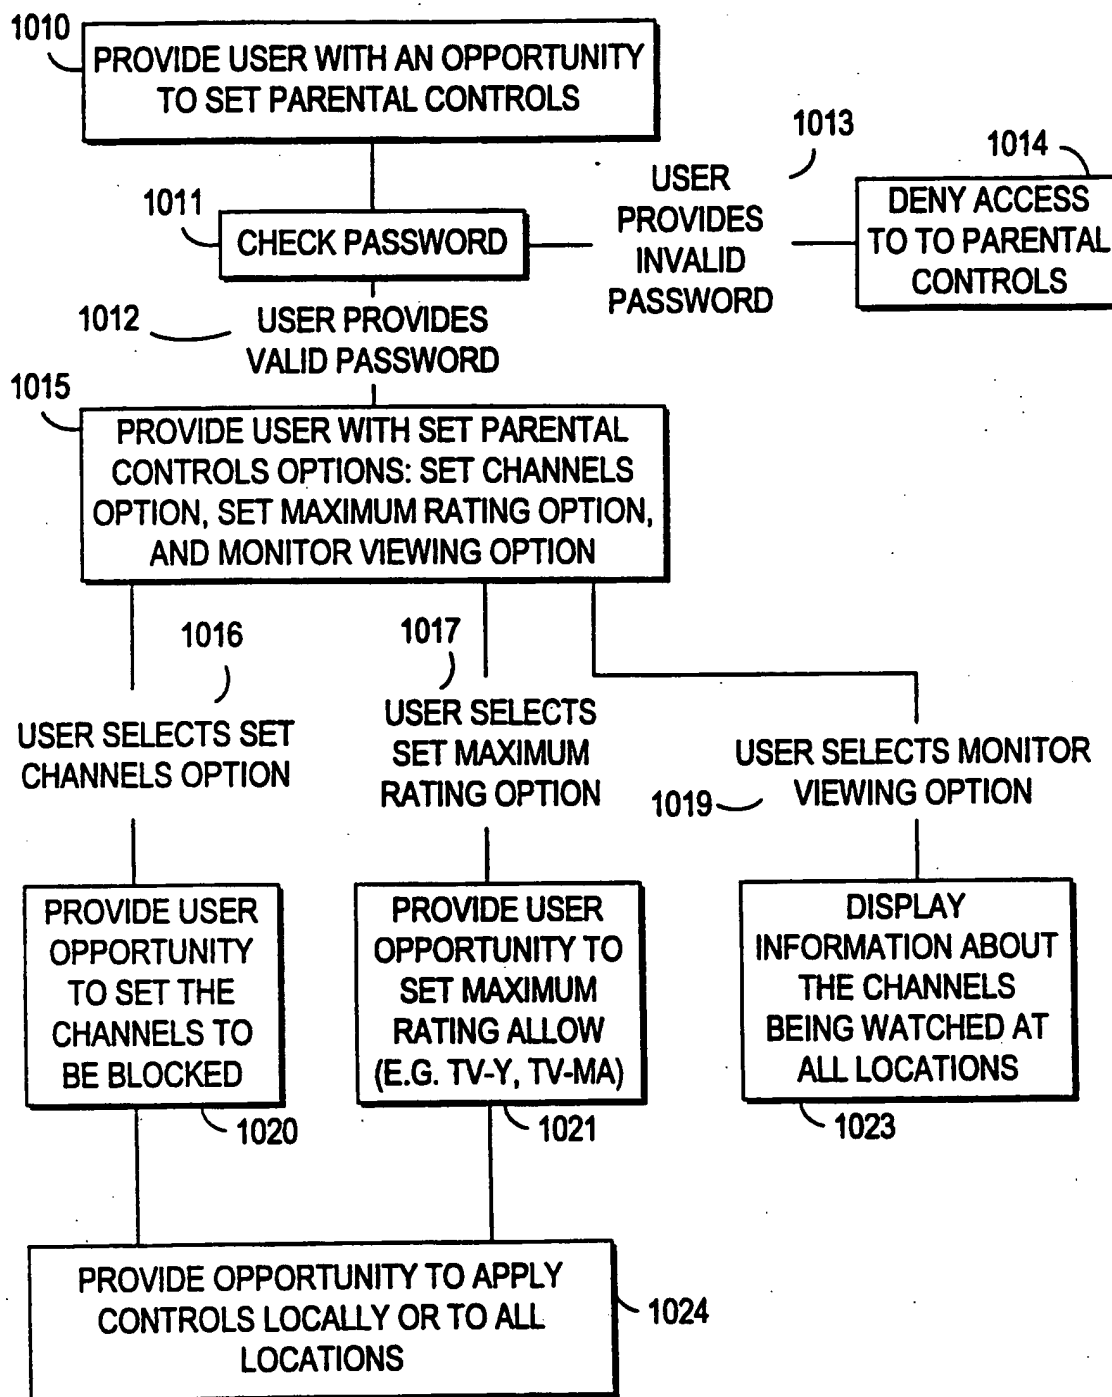 1010
PROVIDE USER WITH AN OPPORTUNITY
TO SET PARENTAL CONTROLS
1011
CHECK PASSWORD
1013
USER
PROVIDES
INVALID
PASSWORD
1014
DENY ACCESS
TO TO PARENTAL
CONTROLS
1012
USER PROVIDES
VALID PASSWORD
1015
PROVIDE USER WITH SET PARENTAL
CONTROLS OPTIONS: SET CHANNELS
OPTION, SET MAXIMUM RATING OPTION,
AND MONITOR VIEWING OPTION
1016
USER SELECTS SET
CHANNELS OPTION
1017
USER SELECTS
SET MAXIMUM
RATING OPTION
USER SELECTS MONITOR
VIEWING OPTION
1019
PROVIDE USER
OPPORTUNITY
TO SET THE
CHANNELS TO
BE BLOCKED
1020
PROVIDE USER
OPPORTUNITY TO
SET MAXIMUM
RATING ALLOW
(E.G. TV-Y, TV-MA)
1021
DISPLAY
INFORMATION ABOUT
THE CHANNELS
BEING WATCHED AT
ALL LOCATIONS
1023
PROVIDE OPPORTUNITY TO APPLY
CONTROLS LOCALLY OR TO ALL
LOCATIONS
1024